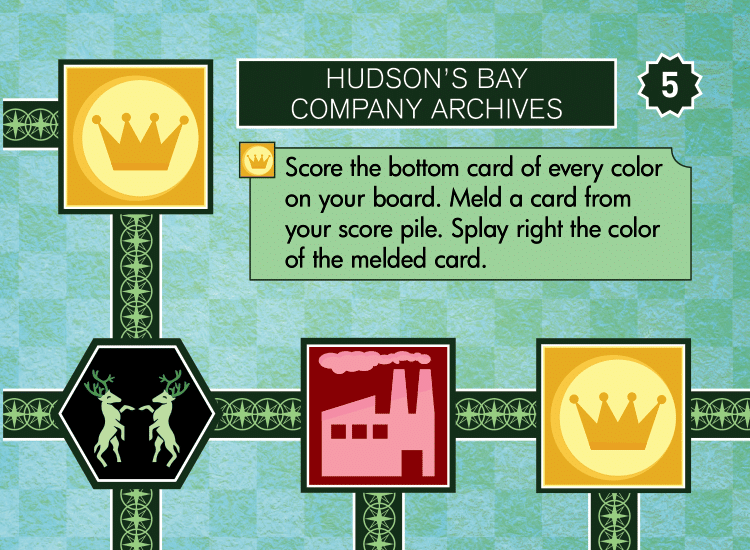 HUDSON'S BAY
COMPANY ARCHIVES
5
Score the bottom card of every color
on your board. Meld a card from
your score pile. Splay right the color
of the melded card.